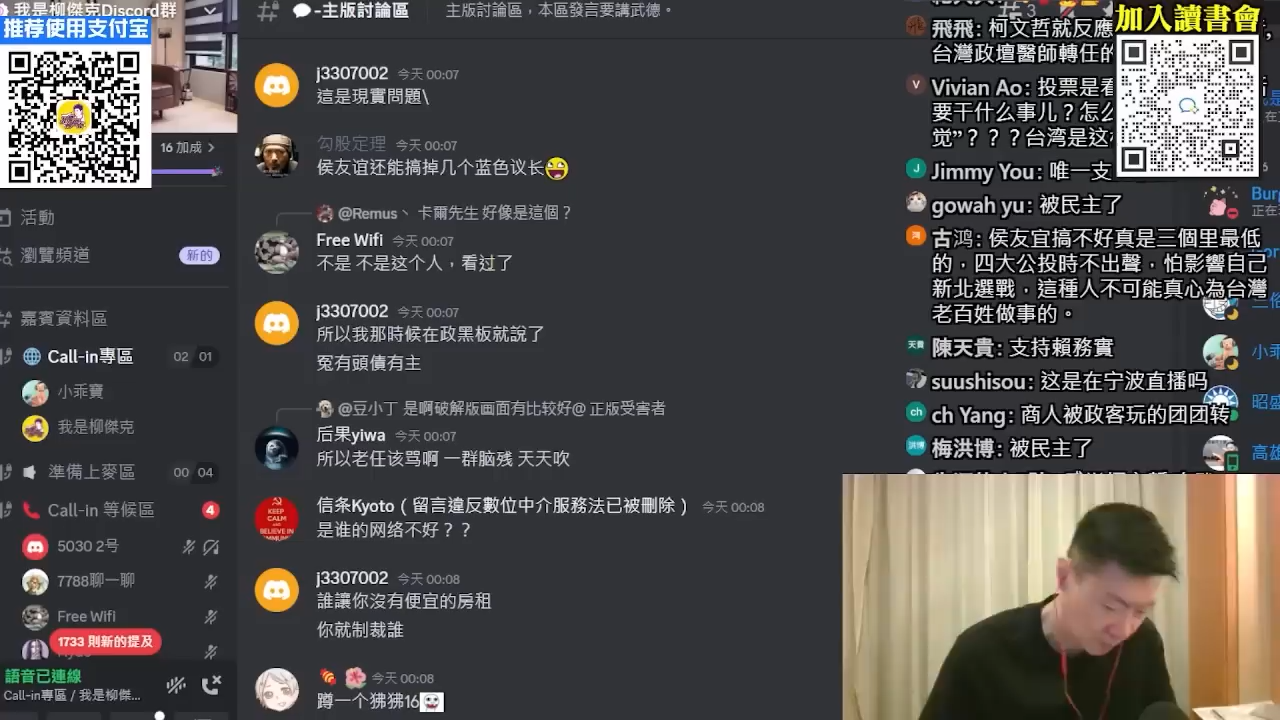 我是柳傑克Discord群
推荐使用支付宝
16 加成
活動
瀏覽頻道
新的
嘉賓資料區
Call-in專區
02 01
小乖寶
我是柳傑克
準備上麥區
00 04
Call-in 等候區
4
5030 2号
7788聊一聊
Free Wifi
1733 則新的提及
語音已連線
Call-in專區 / 我是柳傑...
-主版討論區
主版討論區，本區發言要講武德。
j3307002 今天 00:07
這是現實問題\
勾股定理 今天 00:07
侯友谊还能搞掉几个蓝色议长
@Remus丶 卡爾先生 好像是這個？
Free Wifi 今天 00:07
不是 不是这个人，看过了
j3307002 今天 00:07
所以我那時候在政黑板就說了
冤有頭債有主
@豆小丁 是啊破解版画面有比较好@ 正版受害者
后果yiwa 今天 00:07
所以老任该骂啊 一群脑残 天天吹
信条Kyoto ( 留言違反數位中介服務法已被刪除 ) 今天 00:08
是谁的网络不好？？
KEEP
CALM
AND
BELIEVE IN
j3307002 今天 00:08
誰讓你沒有便宜的房租
你就制裁誰
今天 00:08
蹲一个狒狒16
3
加入讀書會
飛飛: 柯文哲就反應
台灣政壇醫師轉任的
Vivian Ao: 投票是看
要干什么事儿？怎么
觉”？？？台湾是这
Jimmy You: 唯一支
gowah yu: 被民主了
古鸿: 侯友宜搞不好真是三個里最低
的，四大公投時不出聲，怕影響自己
新北選戰，這種人不可能真心為台灣
老百姓做事的。
天貴 陳天貴: 支持賴務實
suushisou: 这是在宁波直播吗
ch ch Yang: 商人被政客玩的团团转
洪博 梅洪博: 被民主了
Bur
正在
小乖
昭盛
高雄